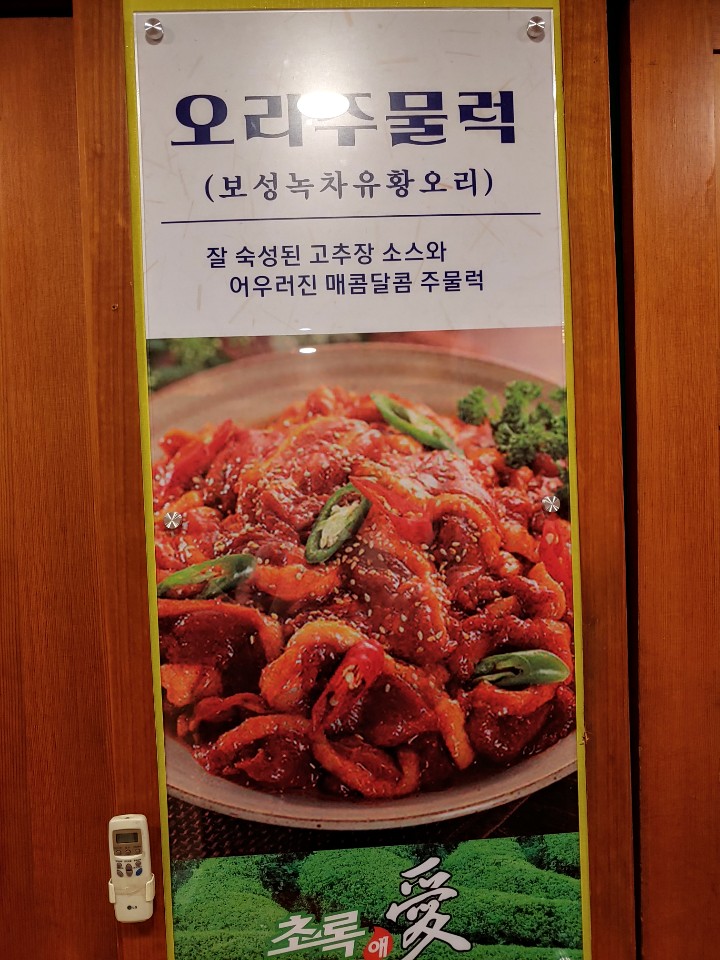 오리주물럭
(보성녹차유황오리)
잘 숙성된 고추장 소스와
어우러진 매콤달콤 주물럭
초록애愛
LG